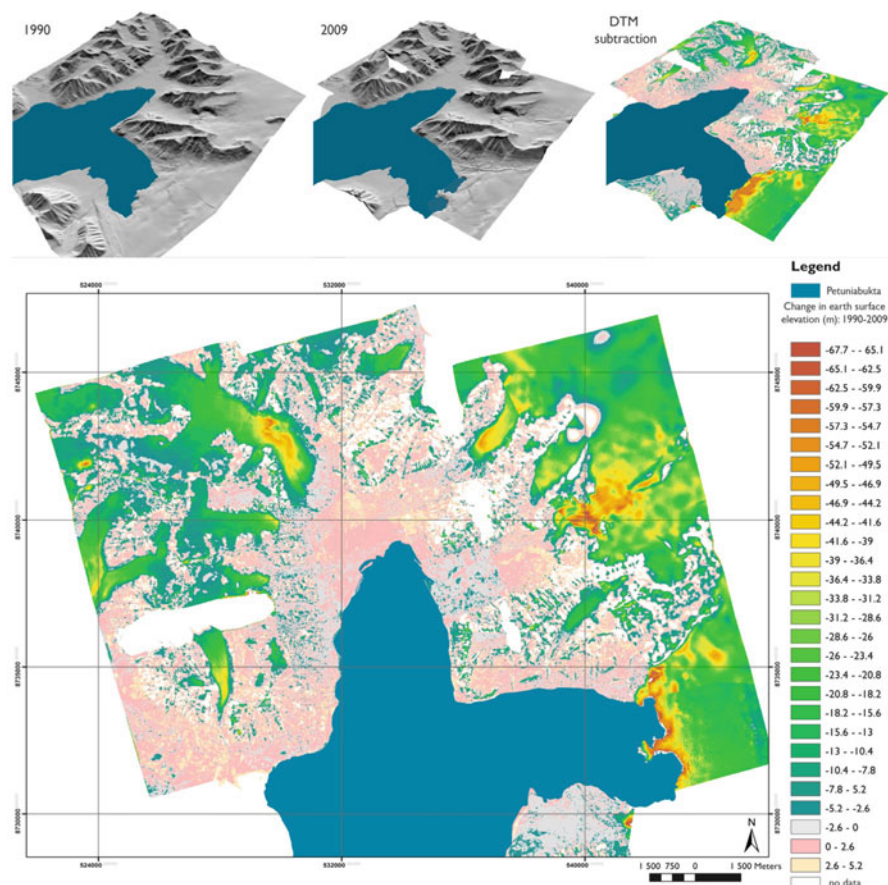 1990
2009
DTM
subtraction
Legend
Petuniabukta
Change in earth surface
elevation (m): 1990-2009
-67.7 - -65.1
-65.1 - -62.5
-62.5 - -59.9
-59.9 - -57.3
-57.3 - -54.7
-54.7 - -52.1
-52.1 - -49.5
-49.5 - -46.9
-46.9 - -44.2
-44.2 - -41.6
-41.6 - -39
-39 - -36.4
-36.4 - -33.8
-33.8 - -31.2
-31.2 - -28.6
-28.6 - -26
-26 - -23.4
-23.4 - -20.8
-20.8 - -18.2
-18.2 - -15.6
-15.6 - -13
-13 - -10.4
-10.4 - -7.8
-7.8 - 5.2
-5.2 - -2.6
-2.6 - 0
0 - 2.6
2.6 - 5.2
no data
524000
532000
540000
8745000
8745000
8740000
8740000
8735000
8735000
8730000
8730000
524000
532000
540000
N
1 500 750 0 1 500 Meters